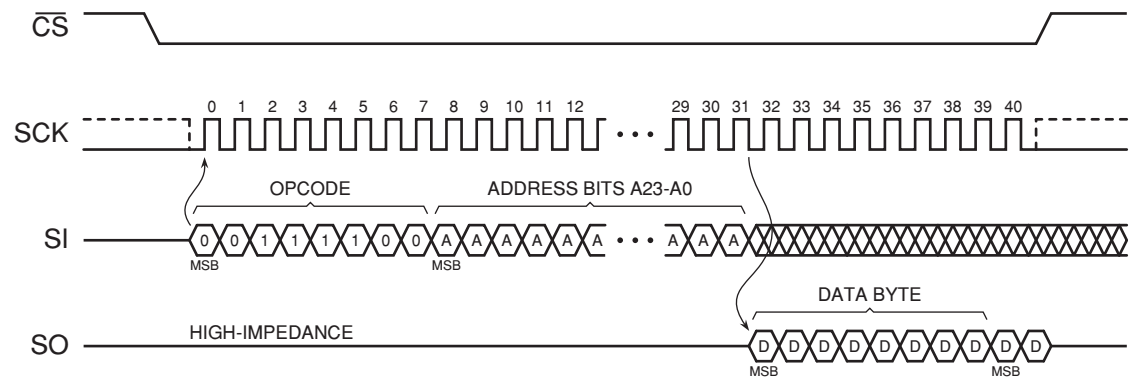 CS
0 1 2 3 4 5 6 7 8 9 10 11 12 29 30 31 32 33 34 35 36 37 38 39 40
SCK
OPCODE ADDRESS BITS A23-A0
SI 0 0 1 1 1 1 0 0 A A A A A A A A A
MSB MSB
DATA BYTE
HIGH-IMPEDANCE
SO D D D D D D D D D D
MSB MSB